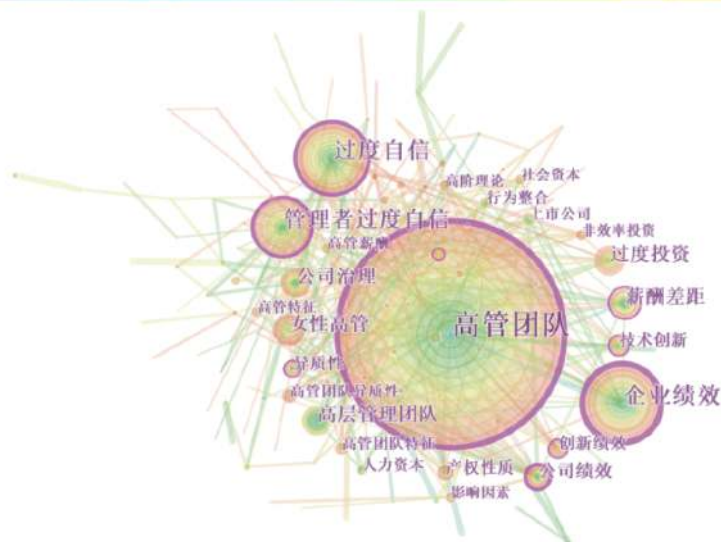 过度自信
高阶理论
社会资本
行为整合
上市公司
管理者过度自信
非效率投资
高管薪酬
过度投资
公司治理
薪酬差距
高管特征
女性高管
高管团队
技术创新
异质性
高管团队异质性
企业绩效
高层管理团队
高管团队特征
创新绩效
人力资本
产权性质
公司绩效
影响因素